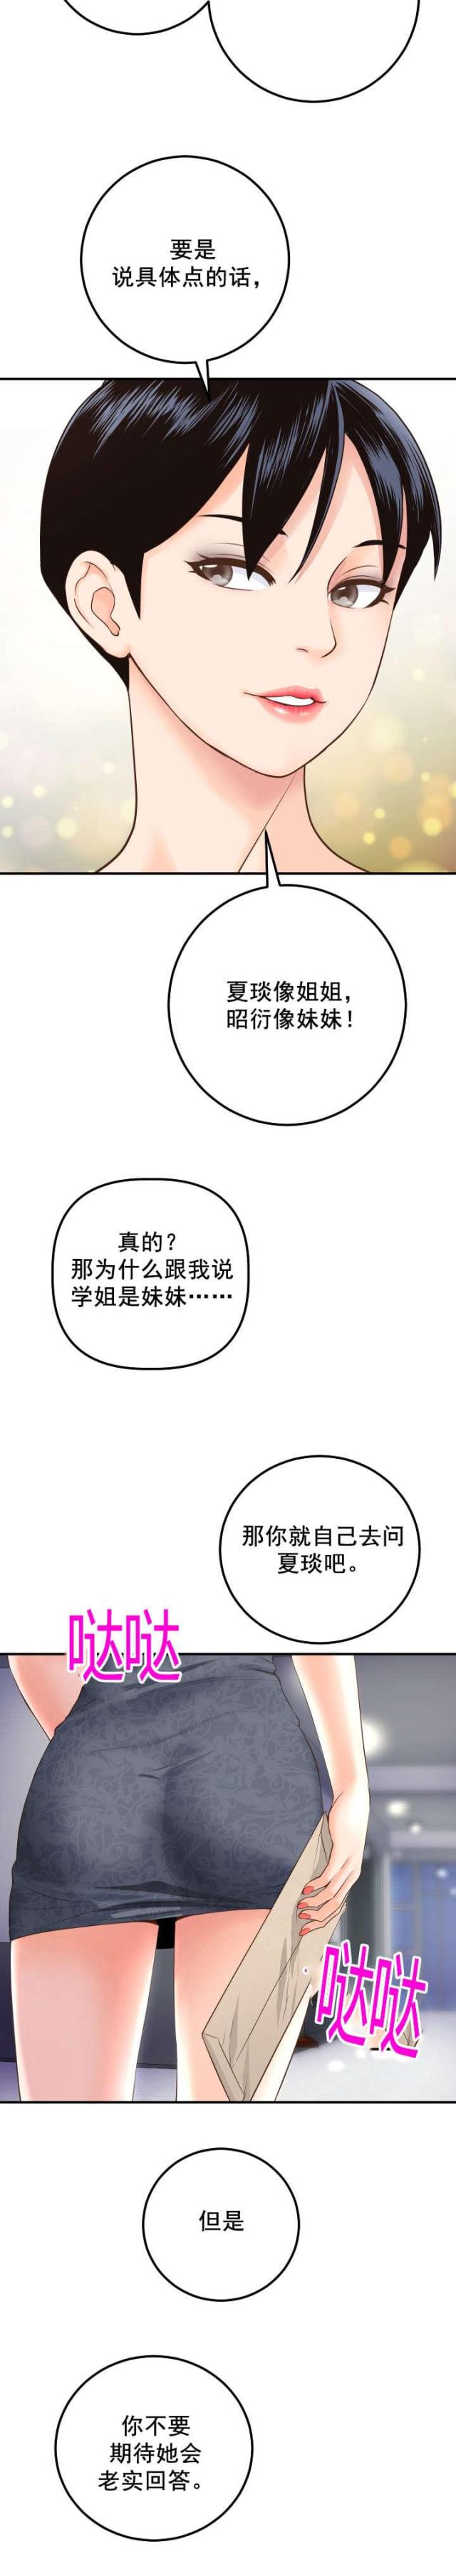 要是
说具体点的话，
夏琰像姐姐，
昭衍像妹妹！
真的？
那为什么跟我说
学姐是妹妹……
那你就自己去问
夏琰吧。
哒哒
哒哒
但是
你不要
期待她会
老实回答。